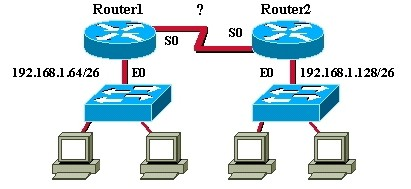 Router1 ? Router2
S0 S0
192.168.1.64/26 E0 E0 192.168.1.128/26